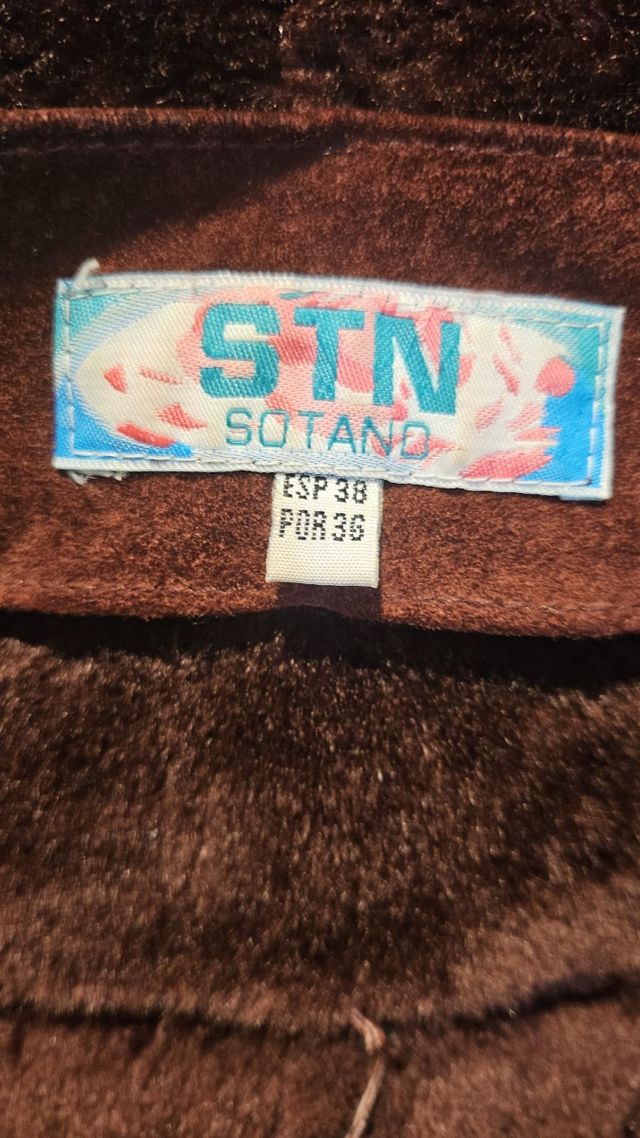 STN
SOTANO
ESP 38
POR 36